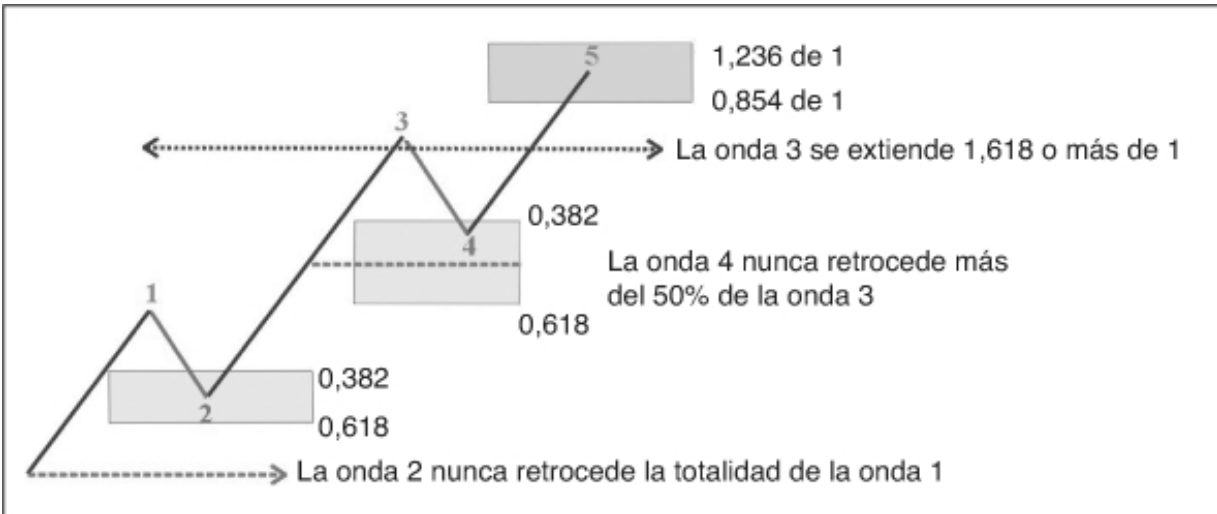 5
1,236 de 1
0,854 de 1
3
La onda 3 se extiende 1,618 o más de 1
0,382
4
La onda 4 nunca retrocede más
del 50% de la onda 3
0,618
1
0,382
2
0,618
La onda 2 nunca retrocede la totalidad de la onda 1